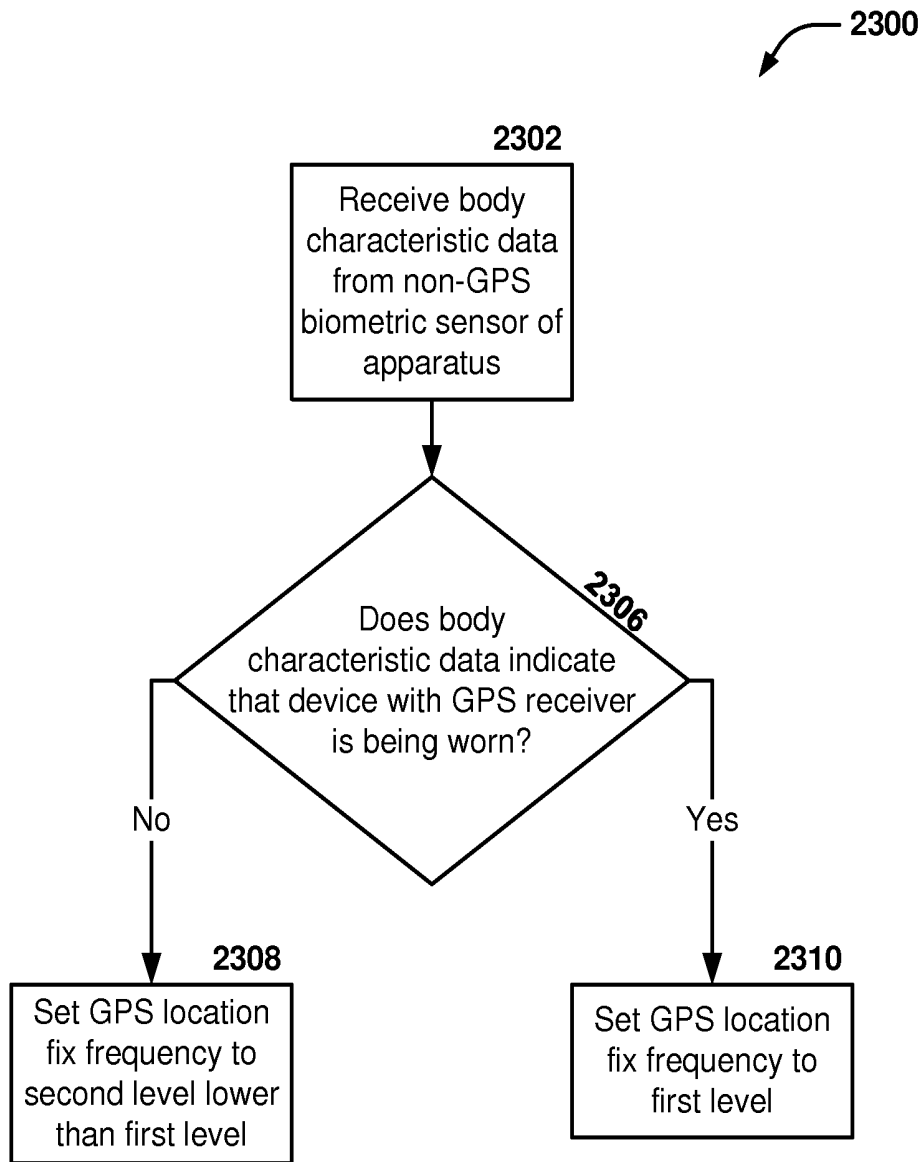 2300
2302
Receive body
characteristic data
from non-GPS
biometric sensor of
apparatus
2306
Does body
characteristic data indicate
that device with GPS receiver
is being worn?
No
Yes
2308
Set GPS location
fix frequency to
second level lower
than first level
2310
Set GPS location
fix frequency to
first level